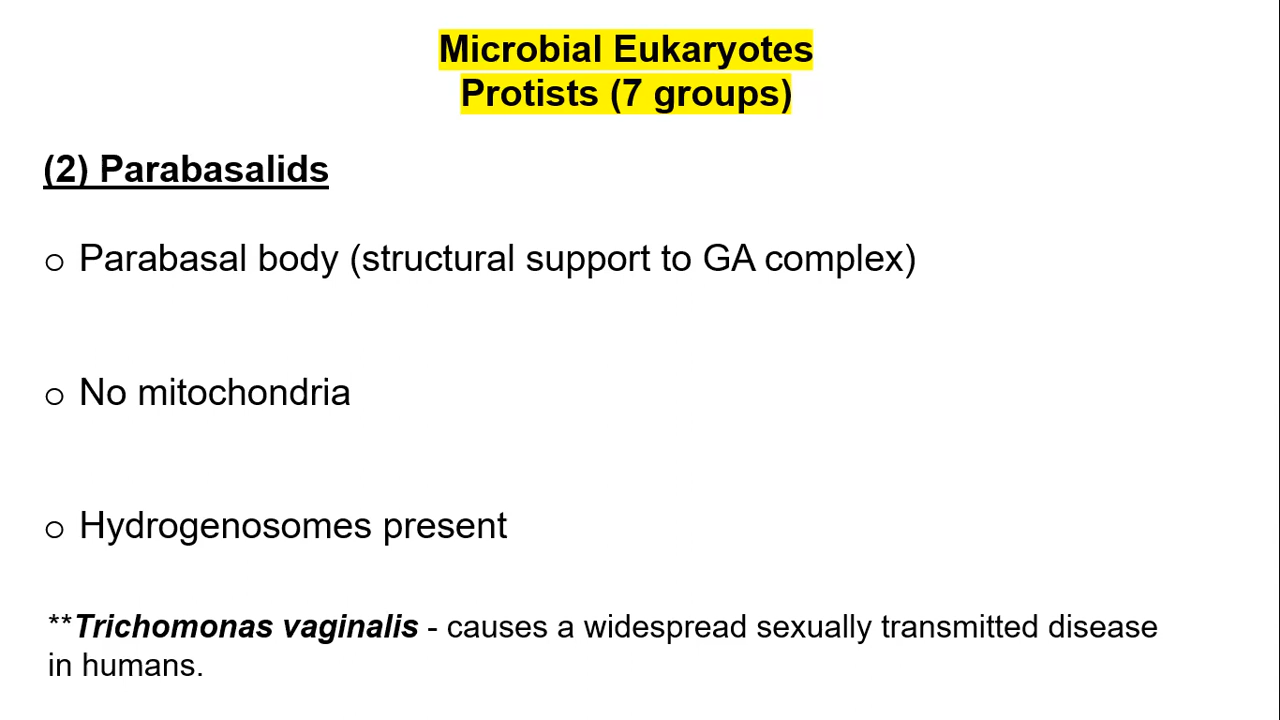 Microbial Eukaryotes
Protists (7 groups)
(2) Parabasalids
o Parabasal body (structural support to GA complex)
o No mitochondria
o Hydrogenosomes present
**Trichomonas vaginalis - causes a widespread sexually transmitted disease
in humans.